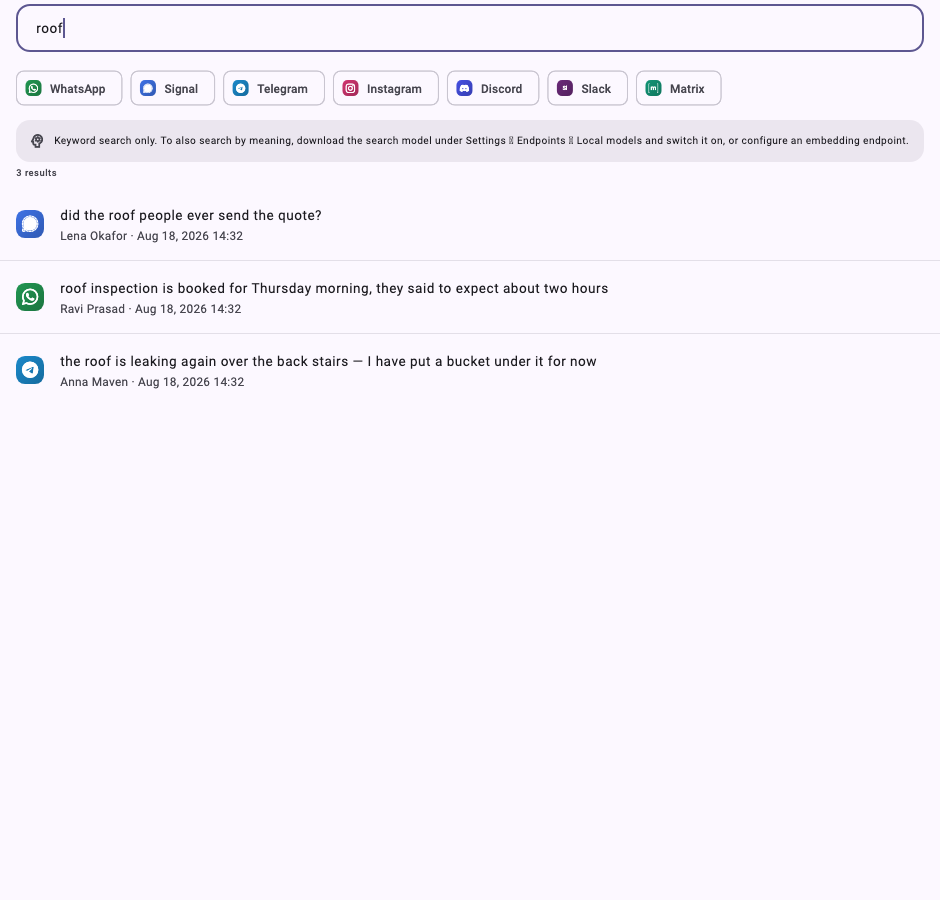 roof
WhatsApp
Signal
Telegram
Instagram
Discord
Slack
Matrix
Keyword search only. To also search by meaning, download the search model under Settings ▯ Endpoints ▯ Local models and switch it on, or configure an embedding endpoint.
3 results
did the roof people ever send the quote?
Lena Okafor · Aug 18, 2026 14:32
roof inspection is booked for Thursday morning, they said to expect about two hours
Ravi Prasad · Aug 18, 2026 14:32
the roof is leaking again over the back stairs — I have put a bucket under it for now
Anna Maven · Aug 18, 2026 14:32